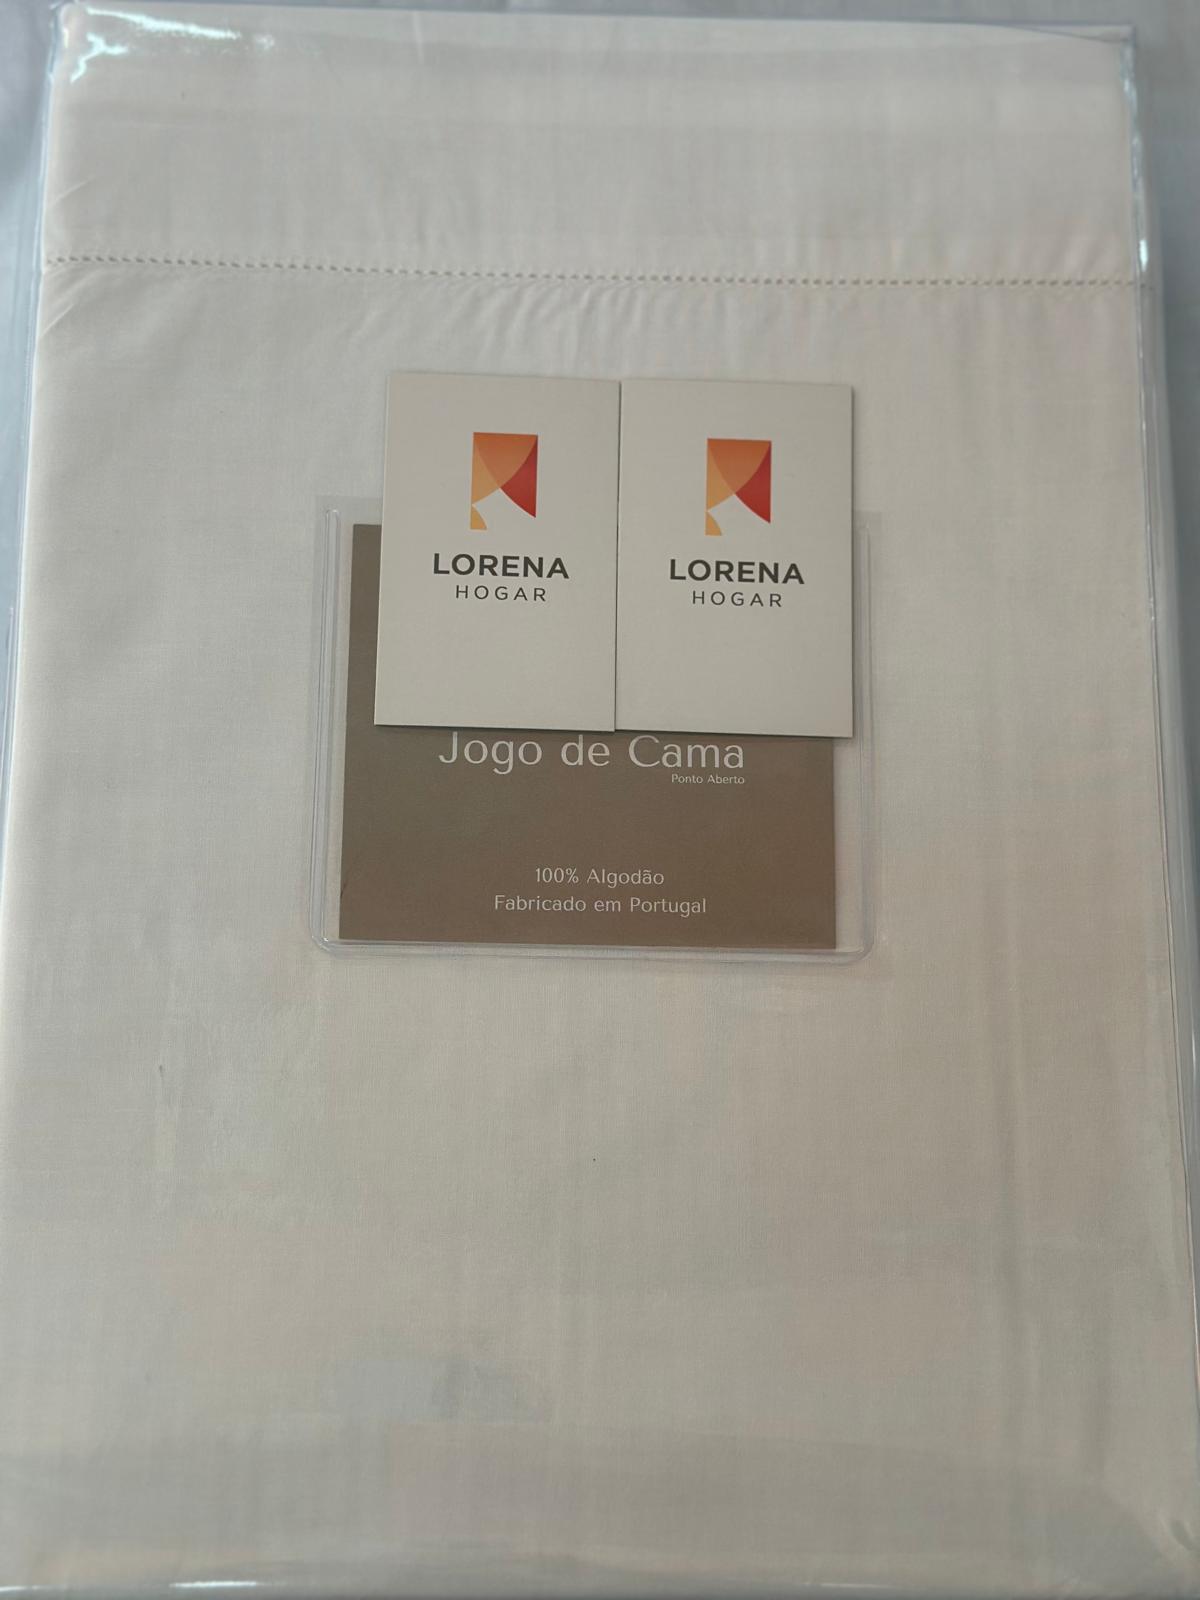 LORENA
HOGAR
LORENA
HOGAR
Jogo de Cama
Ponto Aberto
100% Algodão
Fabricado em Portugal